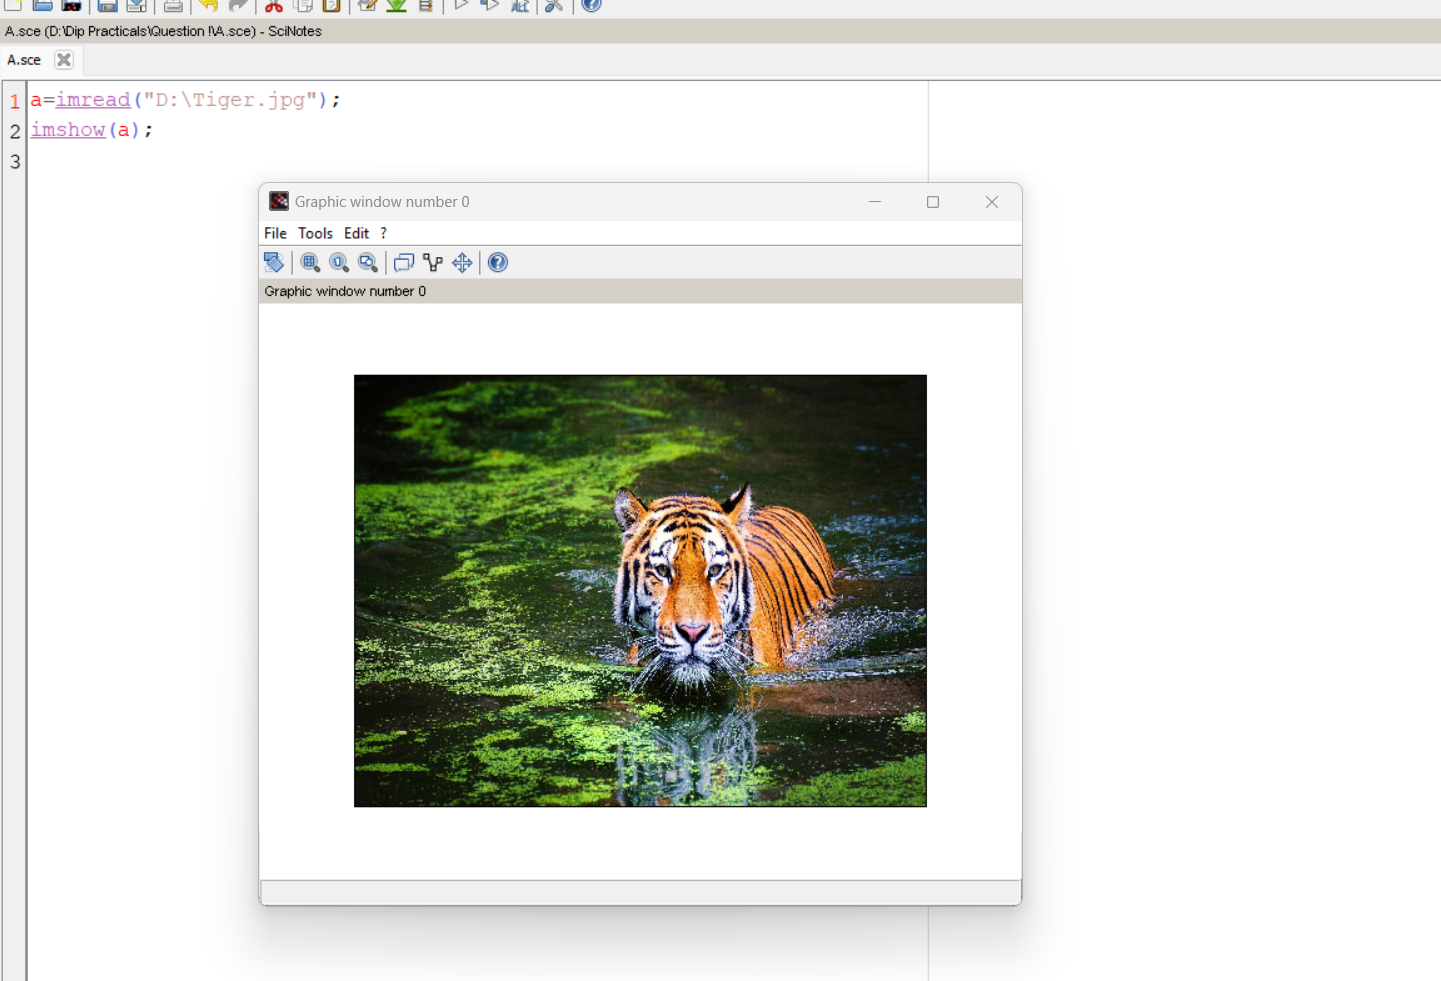 A.sce (D:\Dip Practicals\Question I\A.sce) - SciNotes
A.sce
1 a=imread("D:\Tiger.jpg");
2 imshow(a);
3
Graphic window number 0
File Tools Edit ?
Graphic window number 0